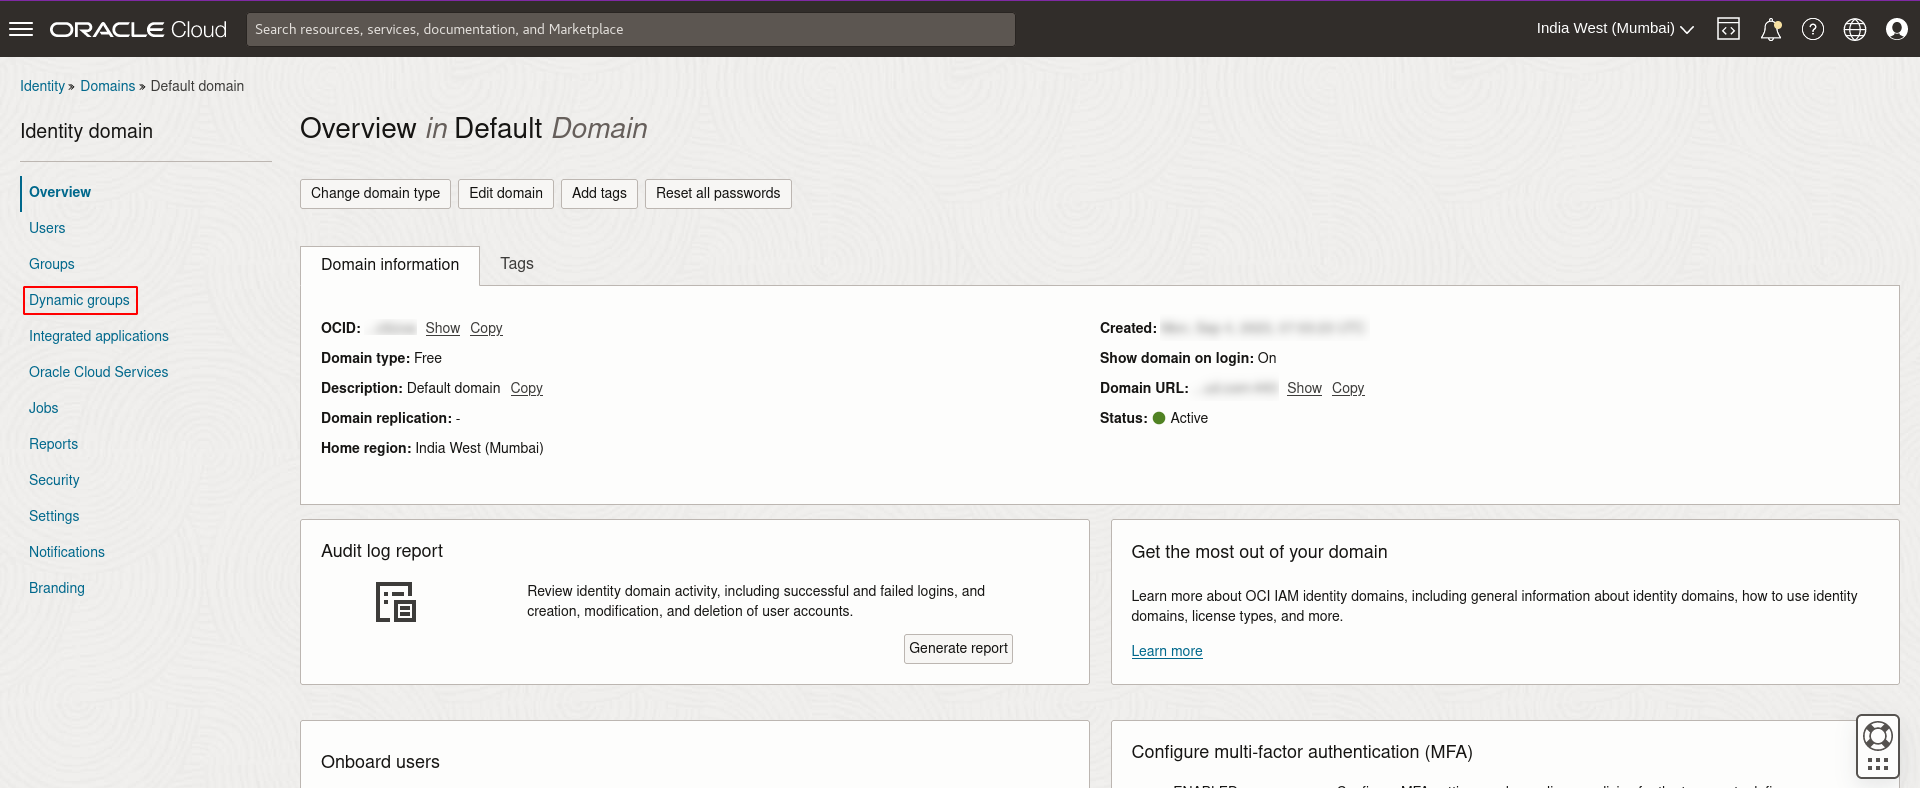 ORACLE Cloud
Search resources, services, documentation, and Marketplace
India West (Mumbai)
Identity » Domains » Default domain
Identity domain
Overview
Users
Groups
Dynamic groups
Integrated applications
Oracle Cloud Services
Jobs
Reports
Security
Settings
Notifications
Branding
Overview in Default Domain
Change domain type Edit domain Add tags Reset all passwords
Domain information Tags
OCID: Show Copy
Domain type: Free
Description: Default domain Copy
Domain replication: -
Home region: India West (Mumbai)
Created:
Show domain on login: On
Domain URL: Show Copy
Status: Active
Audit log report
Review identity domain activity, including successful and failed logins, and
creation, modification, and deletion of user accounts.
Generate report
Get the most out of your domain
Learn more about OCI IAM identity domains, including general information about identity domains, how to use identity
domains, license types, and more.
Learn more
Onboard users
Configure multi-factor authentication (MFA)